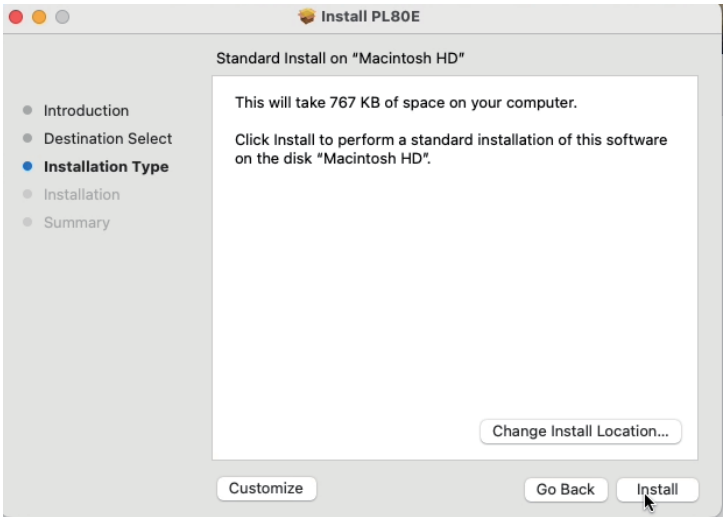 Install PL80E
Standard Install on “Macintosh HD”
Introduction
Destination Select
Installation Type
Installation
Summary
This will take 767 KB of space on your computer.
Click Install to perform a standard installation of this software
on the disk “Macintosh HD”.
Change Install Location...
Customize
Go Back
Install